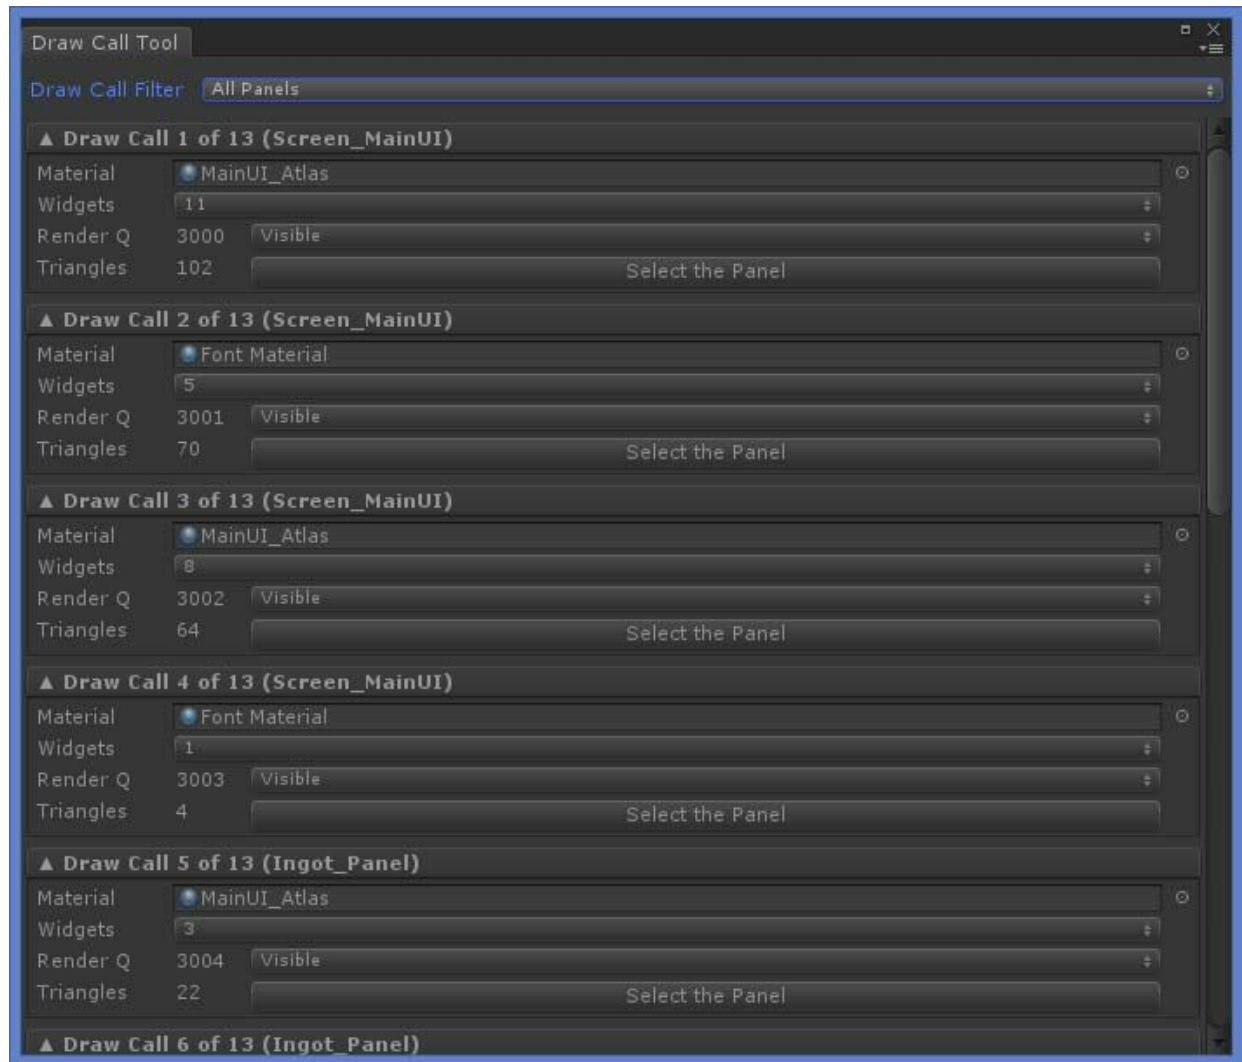 Draw Call Tool
Draw Call Filter All Panels
▲ Draw Call 1 of 13 (Screen_MainUI)
Material MainUI_Atlas
Widgets 11
Render Q 3000 Visible
Triangles 102 Select the Panel
▲ Draw Call 2 of 13 (Screen_MainUI)
Material Font Material
Widgets 5
Render Q 3001 Visible
Triangles 70 Select the Panel
▲ Draw Call 3 of 13 (Screen_MainUI)
Material MainUI_Atlas
Widgets 8
Render Q 3002 Visible
Triangles 64 Select the Panel
▲ Draw Call 4 of 13 (Screen_MainUI)
Material Font Material
Widgets 1
Render Q 3003 Visible
Triangles 4 Select the Panel
▲ Draw Call 5 of 13 (Ingot_Panel)
Material MainUI_Atlas
Widgets 3
Render Q 3004 Visible
Triangles 22 Select the Panel
▲ Draw Call 6 of 13 (Ingot_Panel)